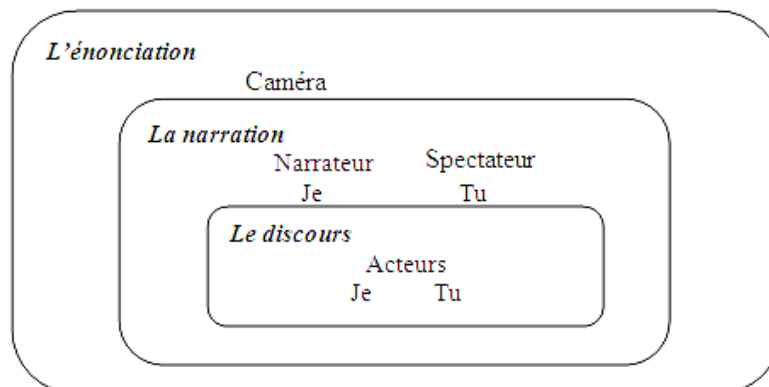 L'énonciation
Caméra
La narration
Narrateur Spectateur
Je Tu
Le discours
Acteurs
Je Tu